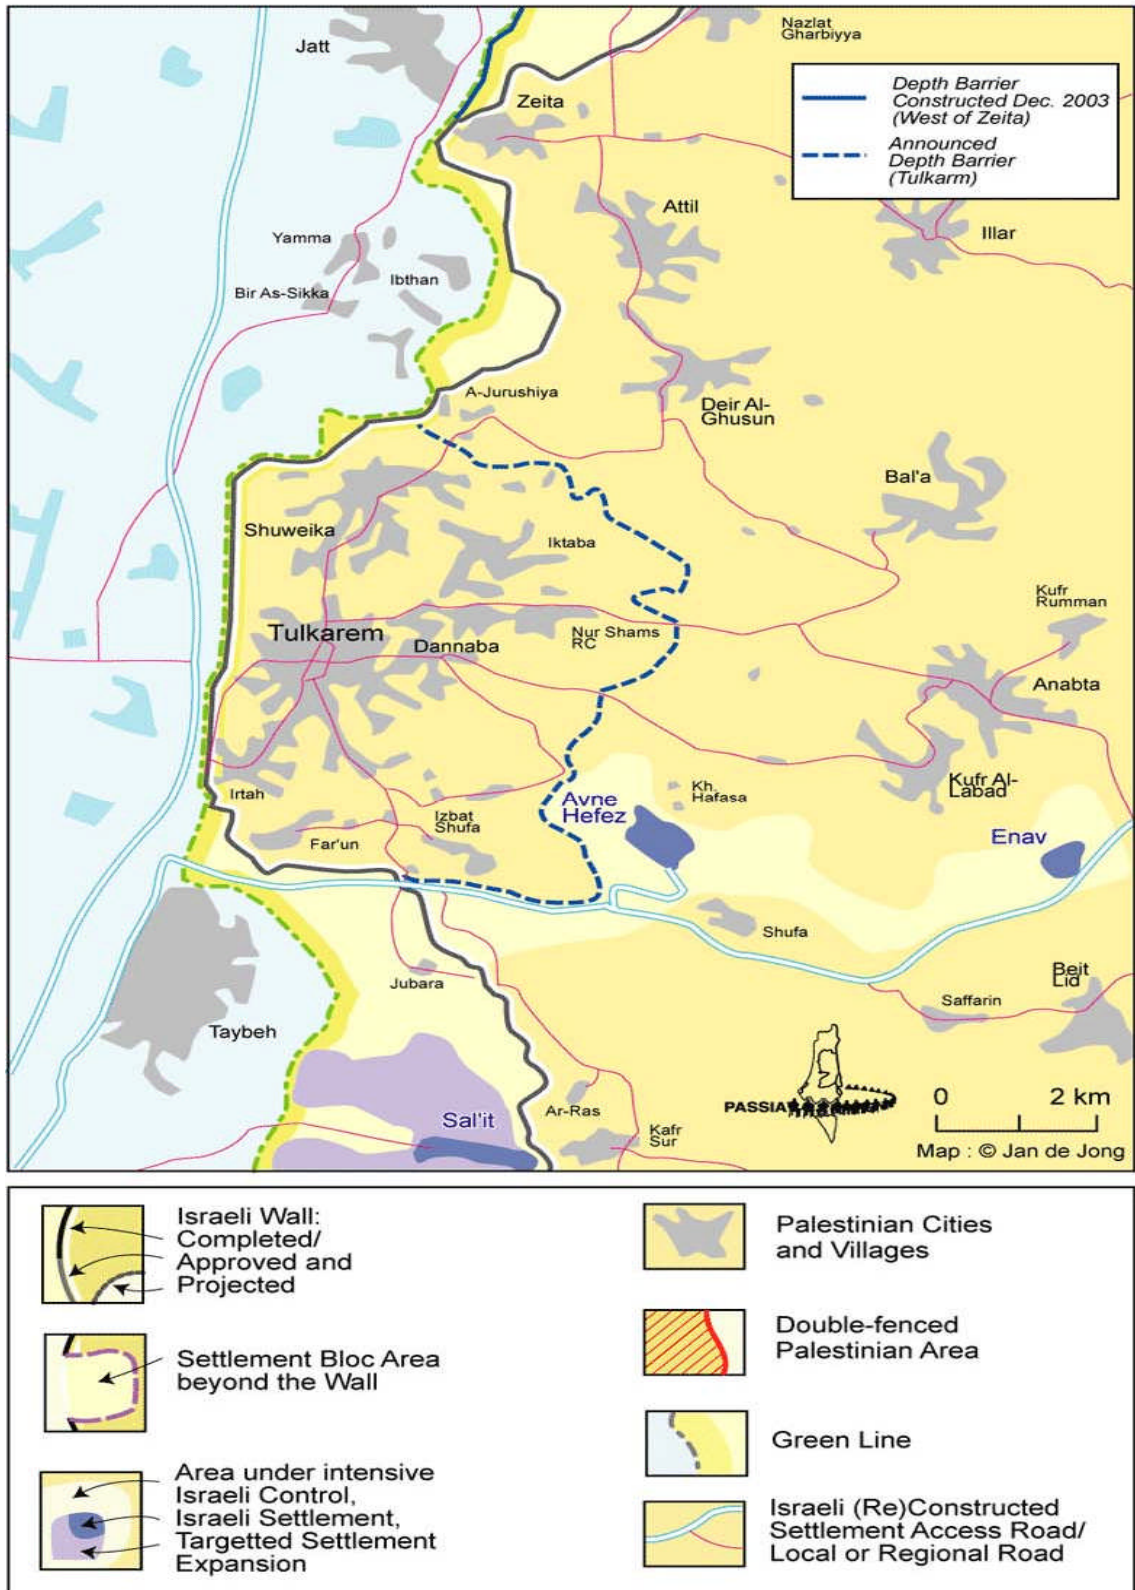 Jatt
Nazlat
Gharbiyya
Zeita
Depth Barrier
Constructed Dec. 2003
(West of Zeita)
Announced
Depth Barrier
(Tulkarm)
Attil
Illar
Yamma
Ibthan
Bir As-Sikka
A-Jurushiya
Deir Al-
Ghusun
Bal'a
Shuweika
Iktaba
Kufr
Rumman
Tulkarem
Dannaba
Nur Shams
RC
Anabta
Irtah
Kh.
Hafasa
Kufr Al-
Labad
Avne
Hefez
Izbat
Shufa
Far'un
Enav
Shufa
Jubara
Beit
Lid
Saffarin
Taybeh
Sal'it
Ar-Ras
Kafr
Sur
PASSIA
0 2 km
Map : © Jan de Jong
Israeli Wall:
Completed/
Approved and
Projected
Settlement Bloc Area
beyond the Wall
Area under intensive
Israeli Control,
Israeli Settlement,
Targetted Settlement
Expansion
Palestinian Cities
and Villages
Double-fenced
Palestinian Area
Green Line
Israeli (Re)Constructed
Settlement Access Road/
Local or Regional Road